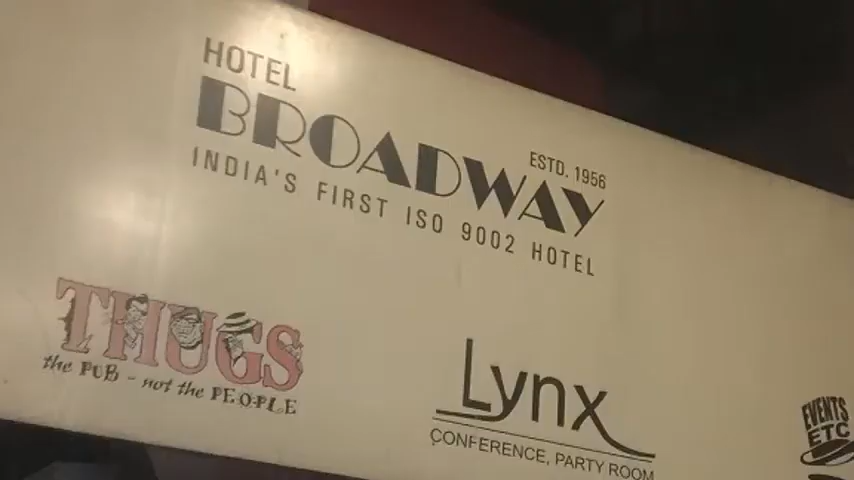 HOTEL
BROADWAY
ESTD. 1956
INDIA'S FIRST ISO 9002 HOTEL
THUGS
the PUB - not the PEOPLE
Lynx
CONFERENCE, PARTY ROOM
EVENTS
ETC